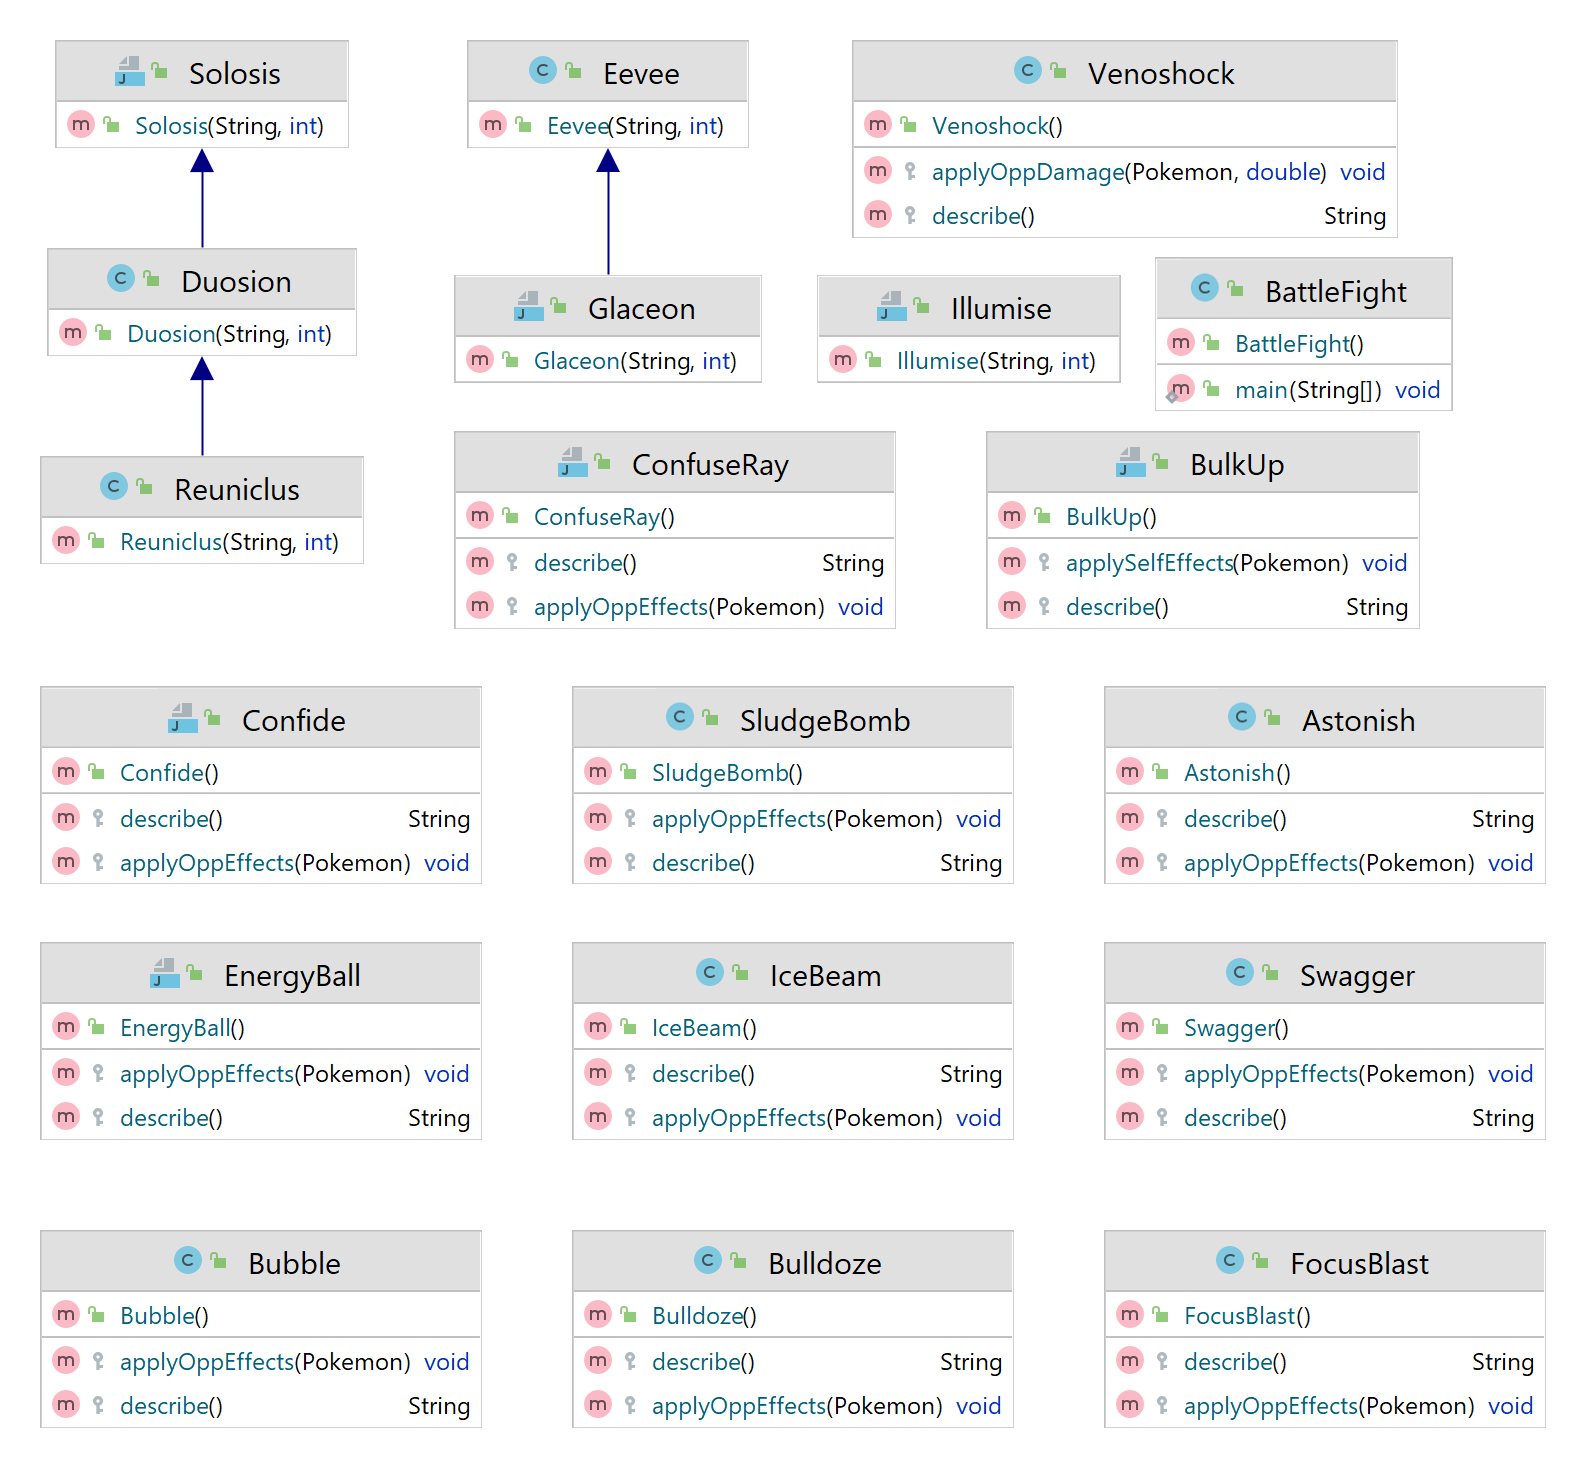 Solosis
Solosis(String, int)
Eevee
Eevee(String, int)
Venoshock
Venoshock()
applyOppDamage(Pokemon, double) void
describe() String
Duosion
Duosion(String, int)
Glaceon
Glaceon(String, int)
Illumise
Illumise(String, int)
BattleFight
BattleFight()
main(String[]) void
Reuniclus
Reuniclus(String, int)
ConfuseRay
ConfuseRay()
describe() String
applyOppEffects(Pokemon) void
BulkUp
BulkUp()
applySelfEffects(Pokemon) void
describe() String
Confide
Confide()
describe() String
applyOppEffects(Pokemon) void
SludgeBomb
SludgeBomb()
applyOppEffects(Pokemon) void
describe() String
Astonish
Astonish()
describe() String
applyOppEffects(Pokemon) void
EnergyBall
EnergyBall()
applyOppEffects(Pokemon) void
describe() String
IceBeam
IceBeam()
describe() String
applyOppEffects(Pokemon) void
Swagger
Swagger()
applyOppEffects(Pokemon) void
describe() String
Bubble
Bubble()
applyOppEffects(Pokemon) void
describe() String
Bulldoze
Bulldoze()
describe() String
applyOppEffects(Pokemon) void
FocusBlast
FocusBlast()
describe() String
applyOppEffects(Pokemon) void